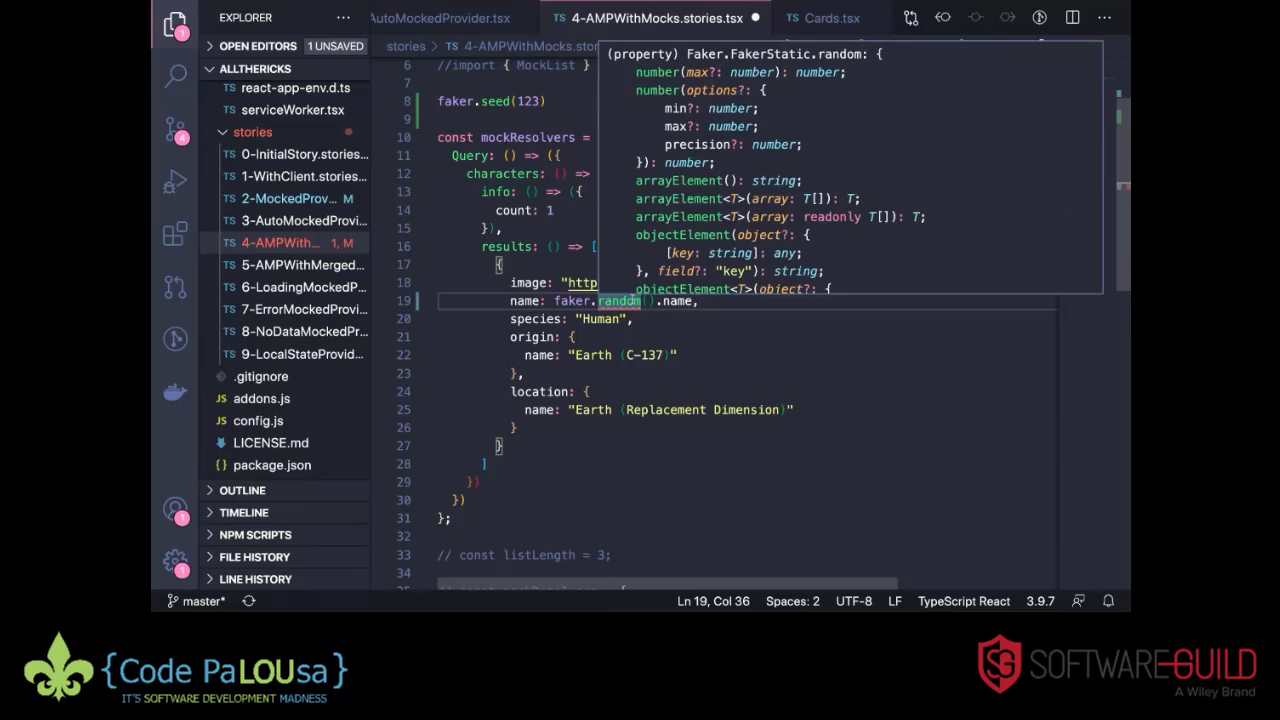 EXPLORER
OPEN EDITORS 1 UNSAVED
ALLTHERICKS
react-app-env.d.ts
serviceWorker.tsx
stories
TS 0-InitialStory.stories...
TS 1-WithClient.stories...
TS 2-MockedProv... M
TS 3-AutoMockedProvi...
TS 4-AMPWith... 1, M
TS 5-AMPWithMerged...
TS 6-LoadingMockedP...
TS 7-ErrorMockedProvi...
TS 8-NoDataMockedPr...
TS 9-LocalStateProvid...
.gitignore
JS addons.js
JS config.js
LICENSE.md
{} package.json
OUTLINE
TIMELINE
NPM SCRIPTS
FILE HISTORY
LINE HISTORY
1
4
1
1
AutoMockedProvider.tsx
TS 4-AMPWithMocks.stories.tsx
TS Cards.tsx
stories > TS 4-AMPWithMocks.stor
6 //import { MockList }
7
8 faker.seed(123)
9
10 const mockResolvers =
11 Query: () => ({
12 characters: () =>
13 info: () => ({
14 count: 1
15 }),
16 results: () => [
17 {
18 image: "http
19 name: faker.random().name,
20 species: "Human",
21 origin: {
22 name: "Earth (C-137)"
23 },
24 location: {
25 name: "Earth (Replacement Dimension)"
26 }
27 }
28 ]
29 })
30 })
31 };
32
33 // const listLength = 3;
34
(property) Faker.FakerStatic.random: {
number(max?: number): number;
number(options?: {
min?: number;
max?: number;
precision?: number;
}): number;
arrayElement(): string;
arrayElement<T>(array: T[]): T;
arrayElement<T>(array: readonly T[]): T;
objectElement(object?: {
[key: string]: any;
}, field?: "key"): string;
objectElement<T>(object?: {
master* Ln 19, Col 36 Spaces: 2 UTF-8 LF TypeScript React 3.9.7
{Code PaLOUsa}
IT'S SOFTWARE DEVELOPMENT MADNESS
SG SOFTWARE GUILD
A Wiley Brand